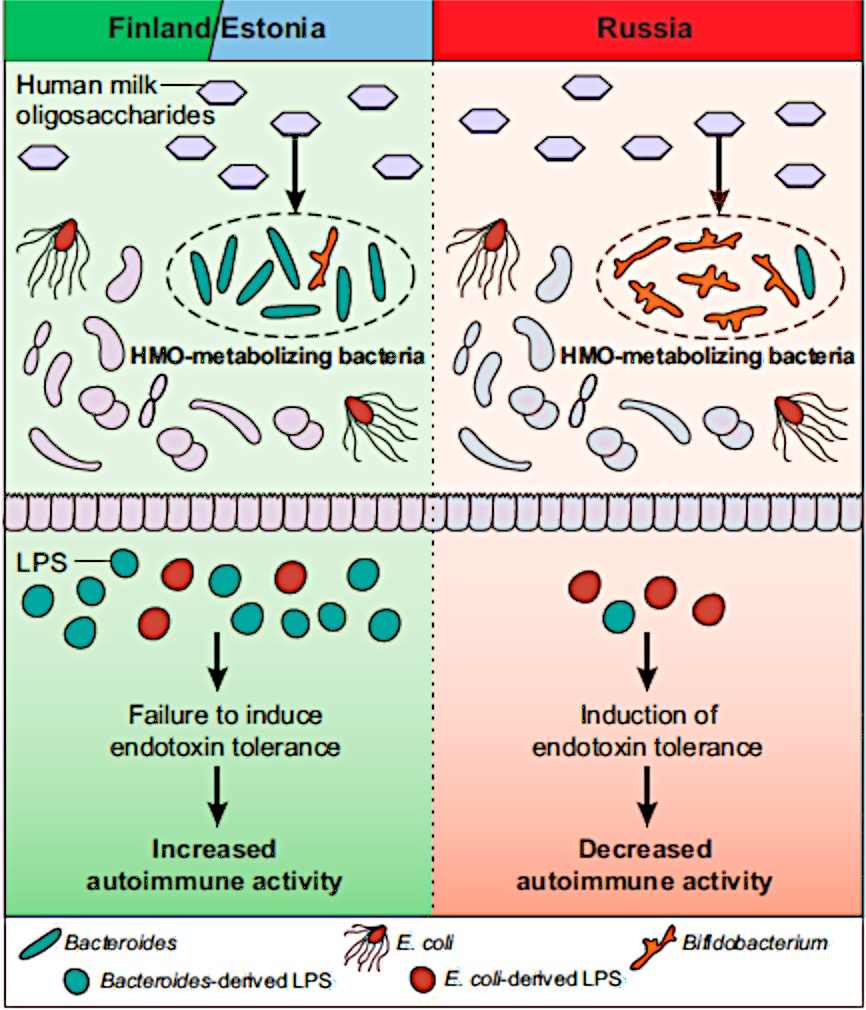 Finland/Estonia
Russia
Human milk
oligosaccharides
HMO-metabolizing bacteria
HMO-metabolizing bacteria
LPS
Failure to induce
endotoxin tolerance
Induction of
endotoxin tolerance
Increased
autoimmune activity
Decreased
autoimmune activity
Bacteroides
E. coli
Bifidobacterium
Bacteroides-derived LPS
E. coli-derived LPS